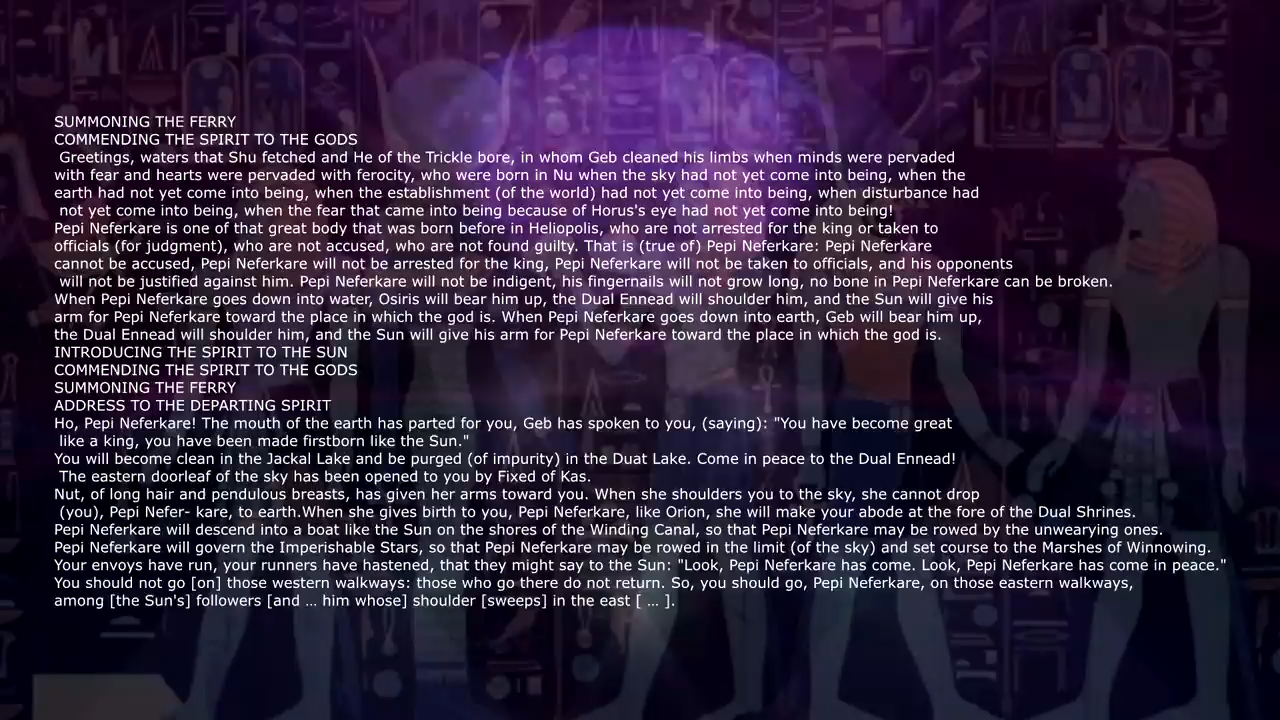 SUMMONING THE FERRY
COMMENDING THE SPIRIT TO THE GODS
Greetings, waters that Shu fetched and He of the Trickle bore, in whom Geb cleaned his limbs when minds were pervaded
with fear and hearts were pervaded with ferocity, who were born in Nu when the sky had not yet come into being, when the
earth had not yet come into being, when the establishment (of the world) had not yet come into being, when disturbance had
not yet come into being, when the fear that came into being because of Horus's eye had not yet come into being!
Pepi Neferkare is one of that great body that was born before in Heliopolis, who are not arrested for the king or taken to
officials (for judgment), who are not accused, who are not found guilty. That is (true of) Pepi Neferkare: Pepi Neferkare
cannot be accused, Pepi Neferkare will not be arrested for the king, Pepi Neferkare will not be taken to officials, and his opponents
will not be justified against him. Pepi Neferkare will not be indigent, his fingernails will not grow long, no bone in Pepi Neferkare can be broken.
When Pepi Neferkare goes down into water, Osiris will bear him up, the Dual Ennead will shoulder him, and the Sun will give his
arm for Pepi Neferkare toward the place in which the god is. When Pepi Neferkare goes down into earth, Geb will bear him up,
the Dual Ennead will shoulder him, and the Sun will give his arm for Pepi Neferkare toward the place in which the god is.
INTRODUCING THE SPIRIT TO THE SUN
COMMENDING THE SPIRIT TO THE GODS
SUMMONING THE FERRY
ADDRESS TO THE DEPARTING SPIRIT
Ho, Pepi Neferkare! The mouth of the earth has parted for you, Geb has spoken to you, (saying): "You have become great
like a king, you have been made firstborn like the Sun."
You will become clean in the Jackal Lake and be purged (of impurity) in the Duat Lake. Come in peace to the Dual Ennead!
The eastern doorleaf of the sky has been opened to you by Fixed of Kas.
Nut, of long hair and pendulous breasts, has given her arms toward you. When she shoulders you to the sky, she cannot drop
(you), Pepi Nefer- kare, to earth.When she gives birth to you, Pepi Neferkare, like Orion, she will make your abode at the fore of the Dual Shrines.
Pepi Neferkare will descend into a boat like the Sun on the shores of the Winding Canal, so that Pepi Neferkare may be rowed by the unwearying ones.
Pepi Neferkare will govern the Imperishable Stars, so that Pepi Neferkare may be rowed in the limit (of the sky) and set course to the Marshes of Winnowing.
Your envoys have run, your runners have hastened, that they might say to the Sun: "Look, Pepi Neferkare has come. Look, Pepi Neferkare has come in peace."
You should not go [on] those western walkways: those who go there do not return. So, you should go, Pepi Neferkare, on those eastern walkways,
among [the Sun's] followers [and … him whose] shoulder [sweeps] in the east [ … ].